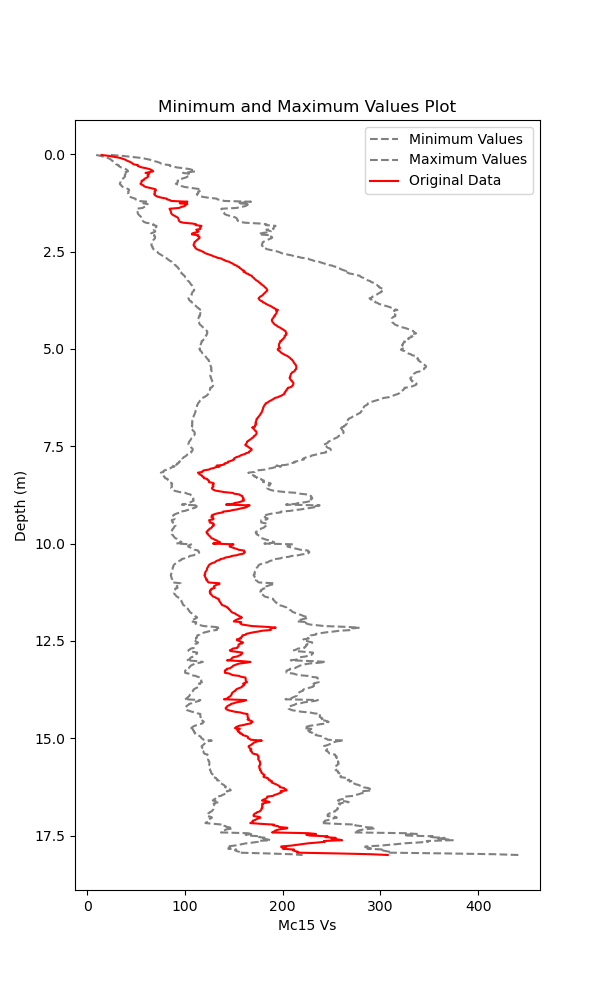 Minimum and Maximum Values Plot
Minimum Values
Maximum Values
Original Data
0.0
2.5
5.0
7.5
10.0
12.5
15.0
17.5
Depth (m)
0
100
200
300
400
Mc15 Vs